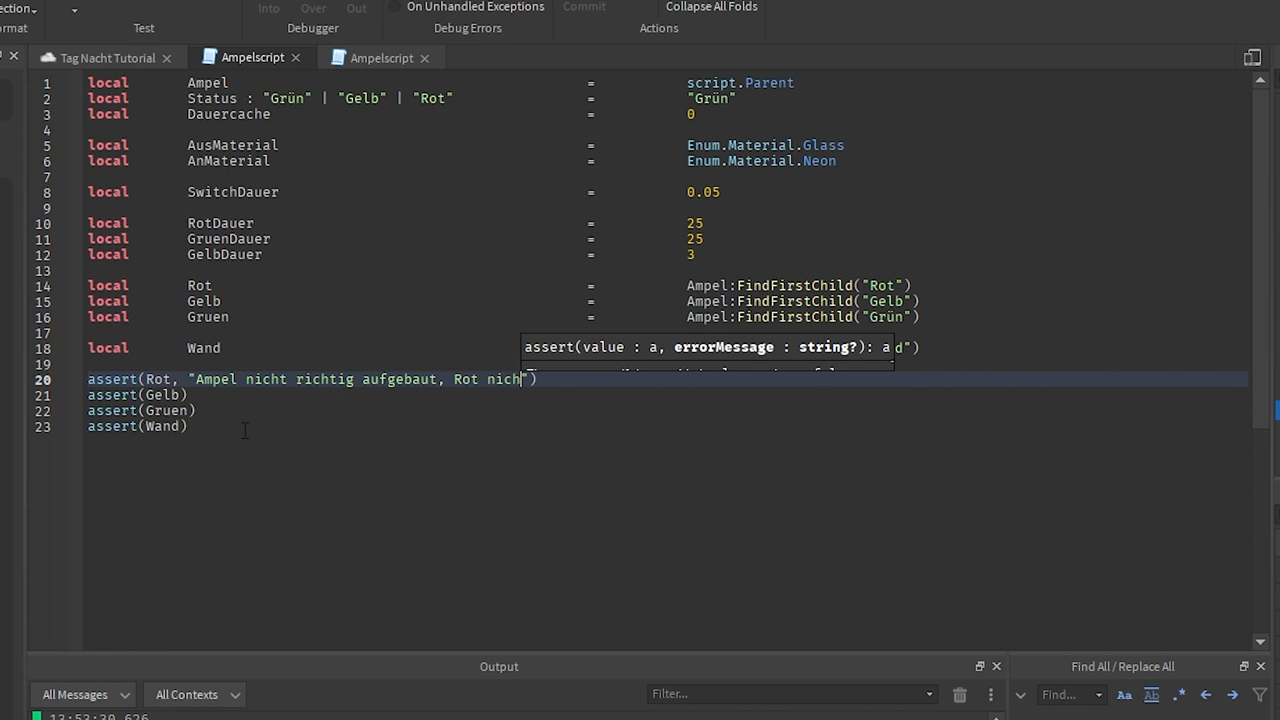 ection
Into Over Out
On Unhandled Exceptions
Commit
Collapse All Folds
ormat
Test
Debugger
Debug Errors
Actions
Tag Nacht Tutorial
Ampelscript
Ampelscript
1 local Ampel = script.Parent
2 local Status : "Grün" | "Gelb" | "Rot" = "Grün"
3 local Dauercache = 0
4
5 local AusMaterial = Enum.Material.Glass
6 local AnMaterial = Enum.Material.Neon
7
8 local SwitchDauer = 0.05
9
10 local RotDauer = 25
11 local GruenDauer = 25
12 local GelbDauer = 3
13
14 local Rot = Ampel:FindFirstChild("Rot")
15 local Gelb = Ampel:FindFirstChild("Gelb")
16 local Gruen = Ampel:FindFirstChild("Grün")
17
18 local Wand d")
assert(value : a, errorMessage : string?): a
19
20 assert(Rot, "Ampel nicht richtig aufgebaut, Rot nich")
21 assert(Gelb)
22 assert(Gruen)
23 assert(Wand)
Output
Find All / Replace All
All Messages
All Contexts
Filter...
Find...
Aa Ab .*
13:53:30.626